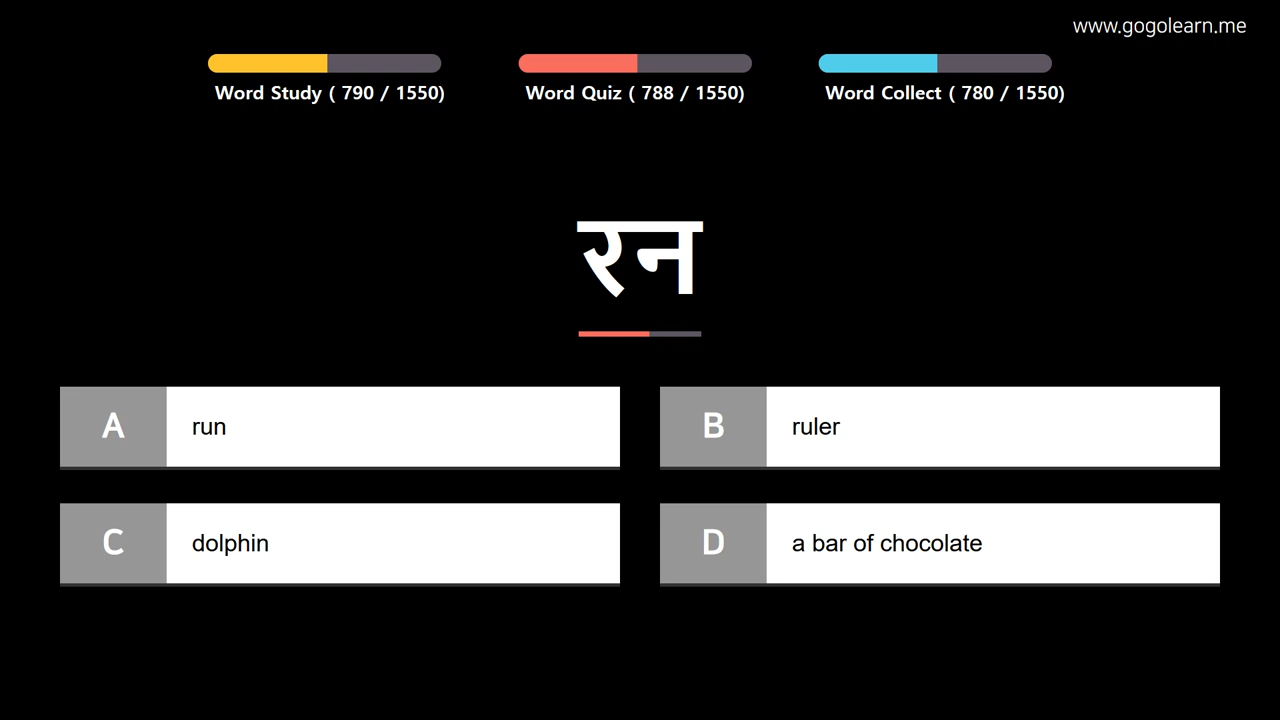 www.gogolearn.me
Word Study ( 790 / 1550)
Word Quiz ( 788 / 1550)
Word Collect ( 780 / 1550)
रन
A run
B ruler
C dolphin
D a bar of chocolate